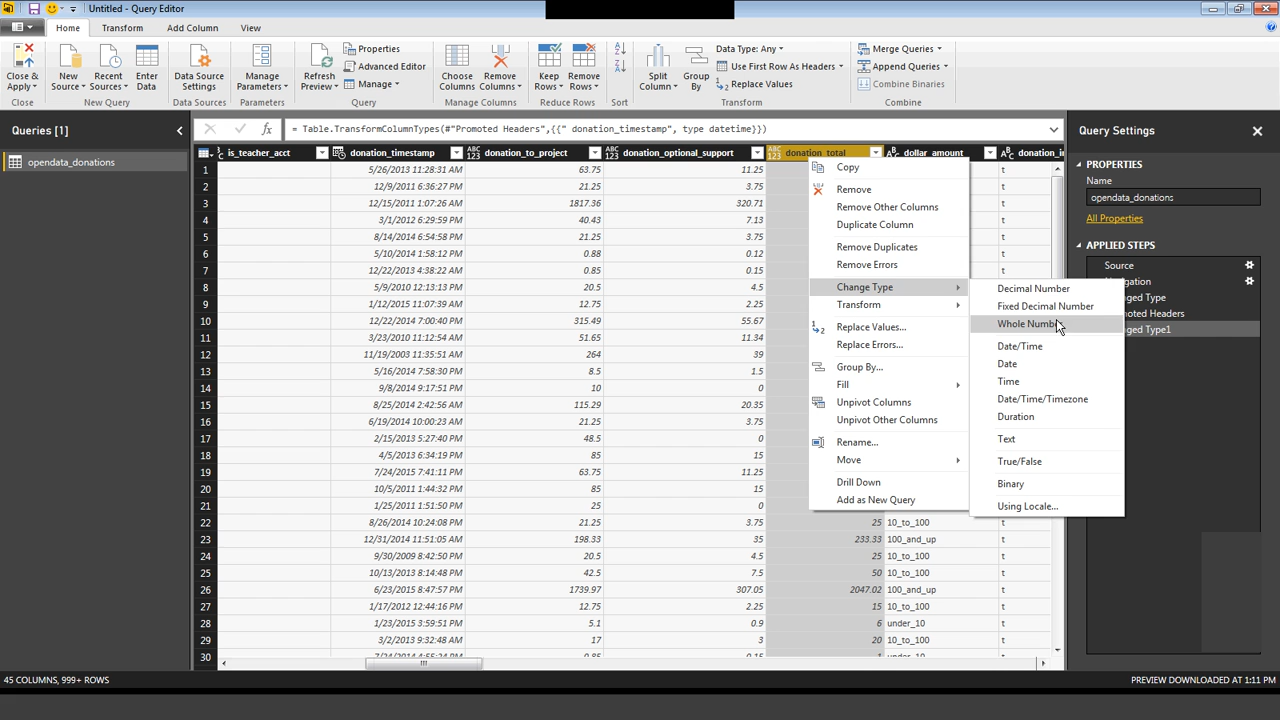 Untitled - Query Editor
Home Transform Add Column View
Close & Apply
New Source
Recent Sources
Enter Data
Data Source Settings
Manage Parameters
Refresh Preview
Properties
Advanced Editor
Manage
Choose Columns
Remove Columns
Keep Rows
Remove Rows
Split Column
Group By
Data Type: Any
Use First Row As Headers
Replace Values
Merge Queries
Append Queries
Combine Binaries
Close New Query Data Sources Parameters Query Manage Columns Reduce Rows Sort Transform Combine
Queries [1]
opendata_donations
= Table.TransformColumnTypes(#"Promoted Headers",{{" donation_timestamp", type datetime}})
is_teacher_acct donation_timestamp donation_to_project donation_optional_support donation_total dollar_amount donation_in
1 5/26/2013 11:28:31 AM 63.75 11.25 t
2 12/9/2011 6:36:27 PM 21.25 3.75 t
3 12/15/2011 1:07:26 AM 1817.36 320.71 t
4 3/1/2012 6:29:59 PM 40.43 7.13 t
5 8/14/2014 6:54:58 PM 21.25 3.75 t
6 5/10/2014 1:58:12 PM 0.88 0.12 t
7 12/22/2013 4:38:22 AM 0.85 0.15 t
8 5/9/2010 12:13:13 PM 20.5 4.5
9 1/12/2015 11:07:39 AM 12.75 2.25
10 12/22/2014 7:00:40 PM 315.49 55.67
11 3/23/2010 11:12:54 AM 51.65 11.34
12 11/19/2003 11:35:51 AM 264 39
13 5/16/2014 7:58:30 PM 8.5 1.5
14 9/8/2014 9:17:51 PM 10 0
15 8/25/2014 2:42:56 AM 115.29 20.35
16 6/19/2014 10:00:23 AM 21.25 3.75
17 2/15/2013 5:27:40 PM 48.5 0
18 4/5/2013 6:34:19 PM 85 15
19 7/24/2015 7:41:11 PM 63.75 11.25
20 10/5/2011 1:44:32 PM 85 15
21 1/25/2011 1:51:50 PM 25 0
22 8/26/2014 10:24:08 PM 21.25 3.75 25 10_to_100 t
23 12/31/2014 11:51:05 AM 198.33 35 233.33 100_and_up t
24 9/30/2009 8:42:50 PM 20.5 4.5 25 10_to_100 t
25 10/13/2013 8:14:48 PM 42.5 7.5 50 10_to_100 t
26 6/23/2015 8:47:57 PM 1739.97 307.05 2047.02 100_and_up t
27 1/17/2012 12:44:16 PM 12.75 2.25 15 10_to_100 t
28 1/23/2015 3:59:51 PM 5.1 0.9 6 under_10 t
29 3/2/2013 9:32:48 AM 17 3 20 10_to_100 t
30 7/24/2014 4:55:24 PM 0.85 0.15 1 under_10 t
Copy
Remove
Remove Other Columns
Duplicate Column
Remove Duplicates
Remove Errors
Change Type
Transform
Replace Values...
Replace Errors...
Group By...
Fill
Unpivot Columns
Unpivot Other Columns
Rename...
Move
Drill Down
Add as New Query
Decimal Number
Fixed Decimal Number
Whole Number
Date/Time
Date
Time
Date/Time/Timezone
Duration
Text
True/False
Binary
Using Locale...
Query Settings
PROPERTIES
Name
opendata_donations
All Properties
APPLIED STEPS
Source
igation
ged Type
moted Headers
ged Type1
45 COLUMNS, 999+ ROWS
PREVIEW DOWNLOADED AT 1:11 PM